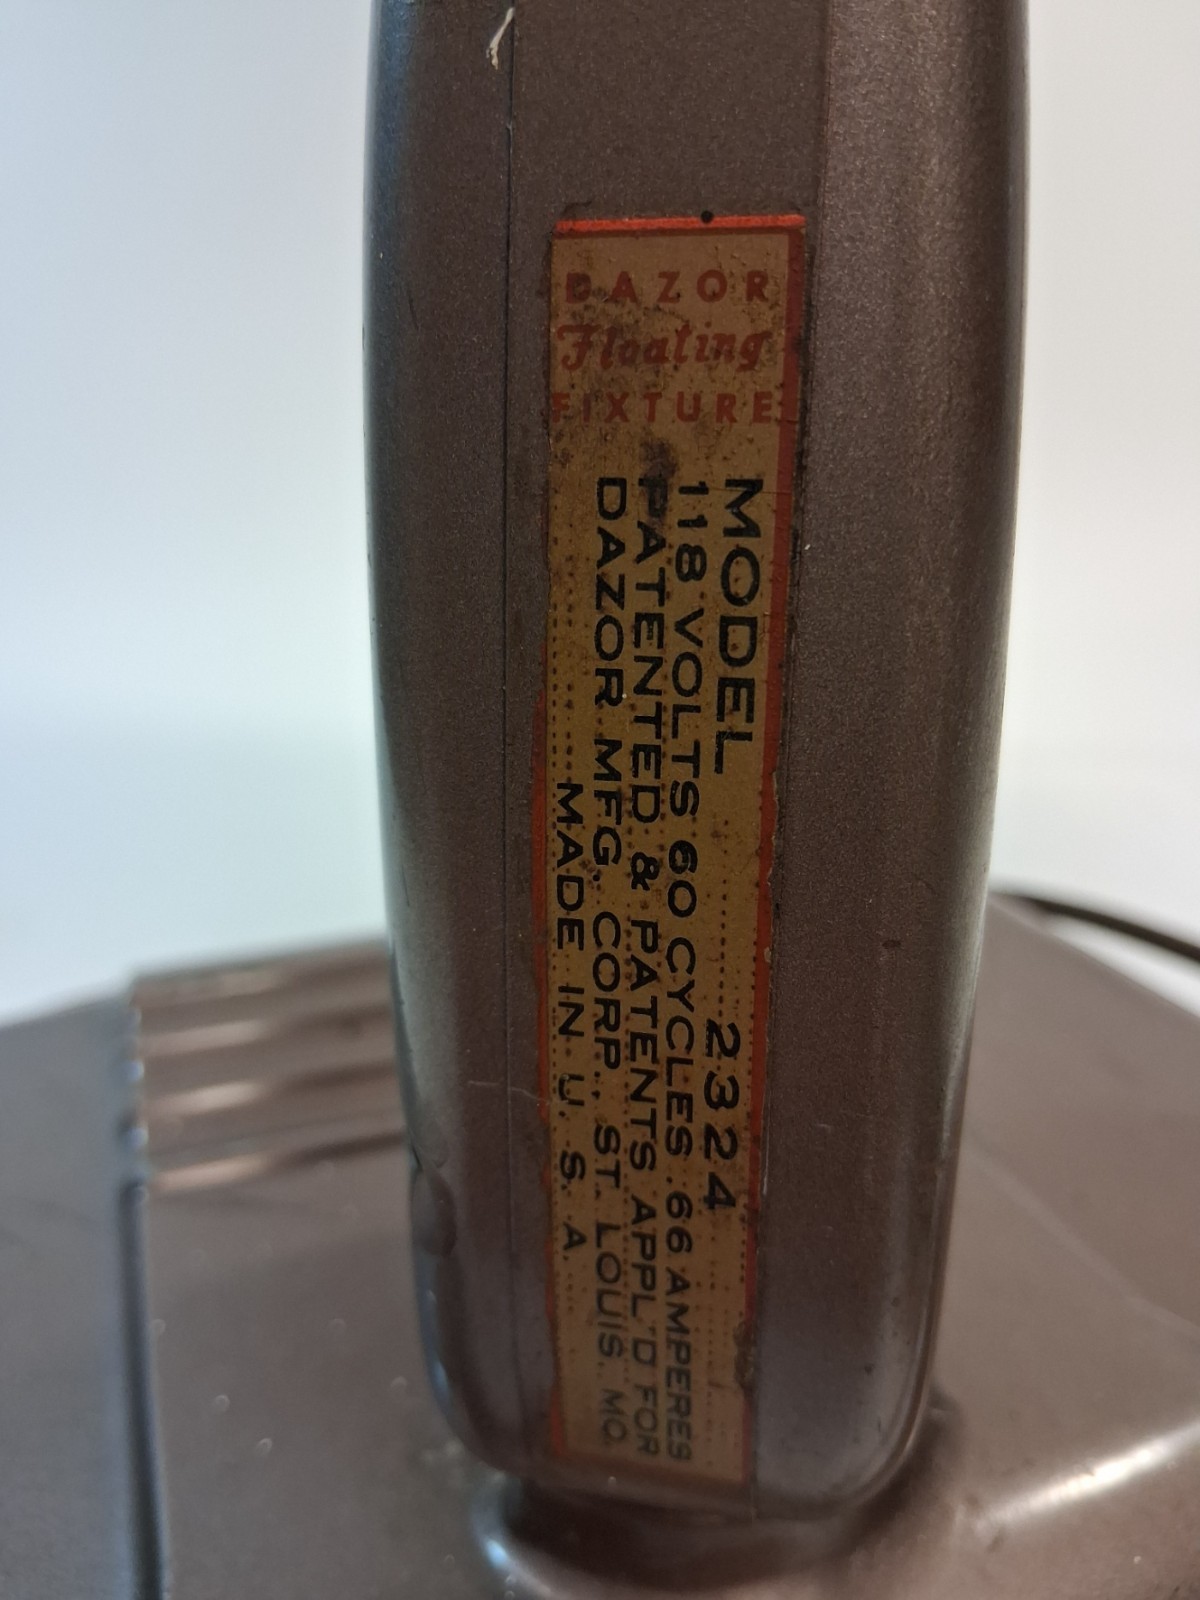 DAZOR
Floating
FIXTURE
MODEL 2324
118 VOLTS 60 CYCLES .66 AMPERES
PATENTED & PATENTS APPL'D FOR
DAZOR MFG. CORP., ST. LOUIS. MO.
MADE IN U. S. A.